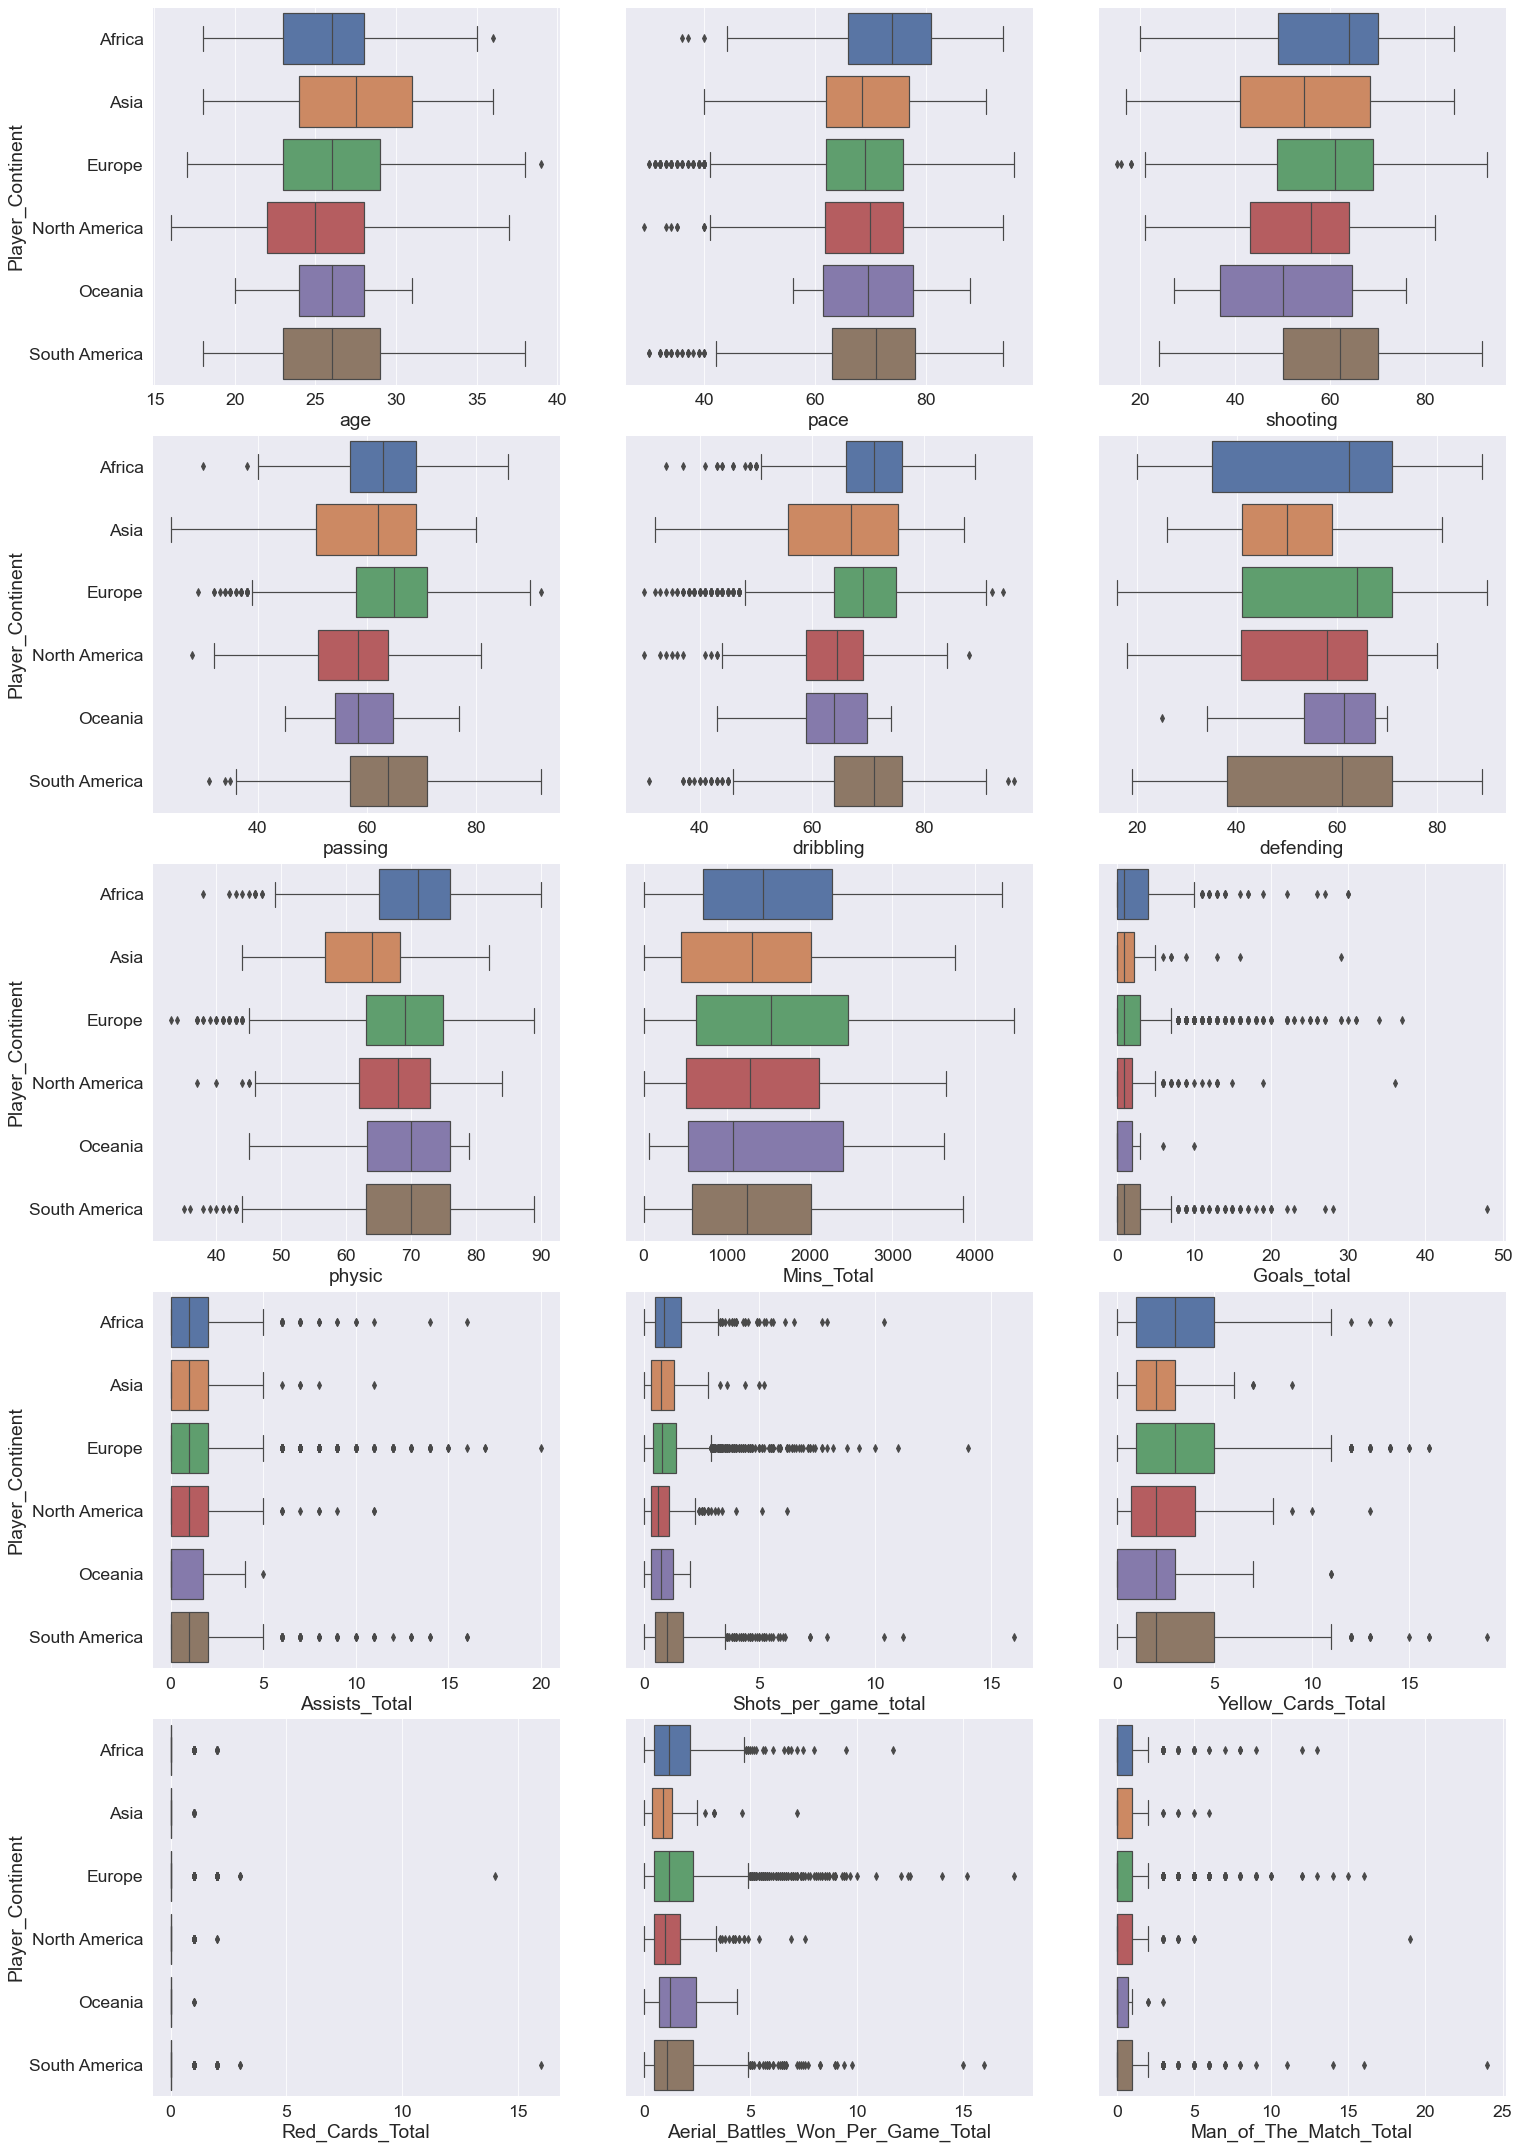 Player_Continent
Africa
Asia
Europe
North America
Oceania
South America
15 20 25 30 35 40
age
40 60 80
pace
20 40 60 80
shooting
Player_Continent
Africa
Asia
Europe
North America
Oceania
South America
40 60 80
passing
40 60 80
dribbling
20 40 60 80
defending
Player_Continent
Africa
Asia
Europe
North America
Oceania
South America
40 50 60 70 80 90
physic
0 1000 2000 3000 4000
Mins_Total
0 10 20 30 40 50
Goals_total
Player_Continent
Africa
Asia
Europe
North America
Oceania
South America
0 5 10 15 20
Assists_Total
0 5 10 15
Shots_per_game_total
0 5 10 15
Yellow_Cards_Total
Player_Continent
Africa
Asia
Europe
North America
Oceania
South America
0 5 10 15
Red_Cards_Total
0 5 10 15
Aerial_Battles_Won_Per_Game_Total
0 5 10 15 20 25
Man_of_The_Match_Total